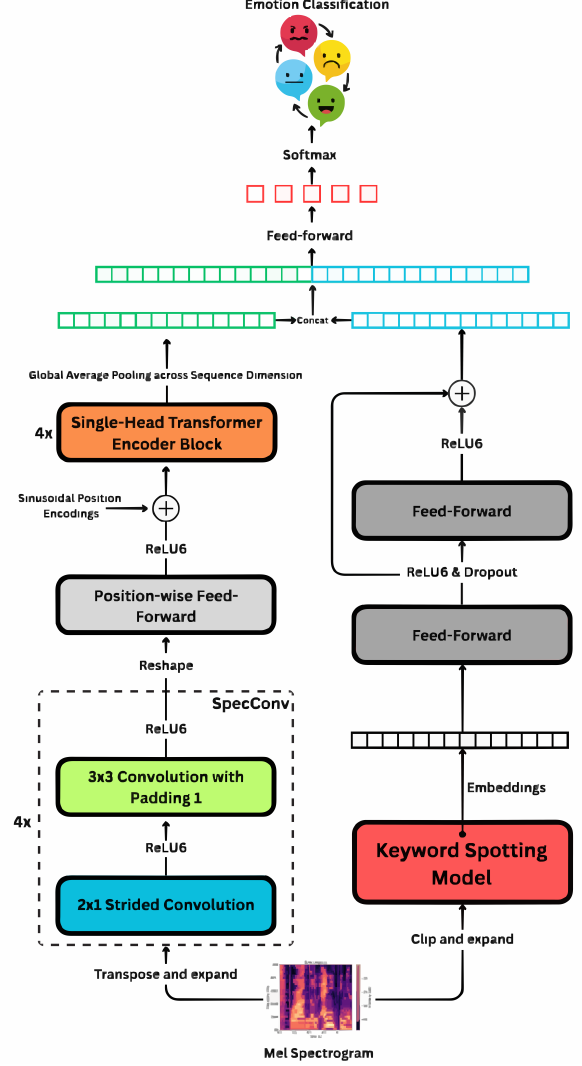 Emotion Classification
Softmax
Feed-forward
Concat
Global Average Pooling across Sequence Dimension
4x
Single-Head Transformer
Encoder Block
Sinusoidal Position
Encodings
ReLU6
Position-wise Feed-
Forward
Reshape
SpecConv
ReLU6
4x
3x3 Convolution with
Padding 1
ReLU6
2x1 Strided Convolution
Transpose and expand
ReLU6
Feed-Forward
ReLU6 & Dropout
Feed-Forward
Embeddings
Keyword Spotting
Model
Clip and expand
Mel Spectrogram